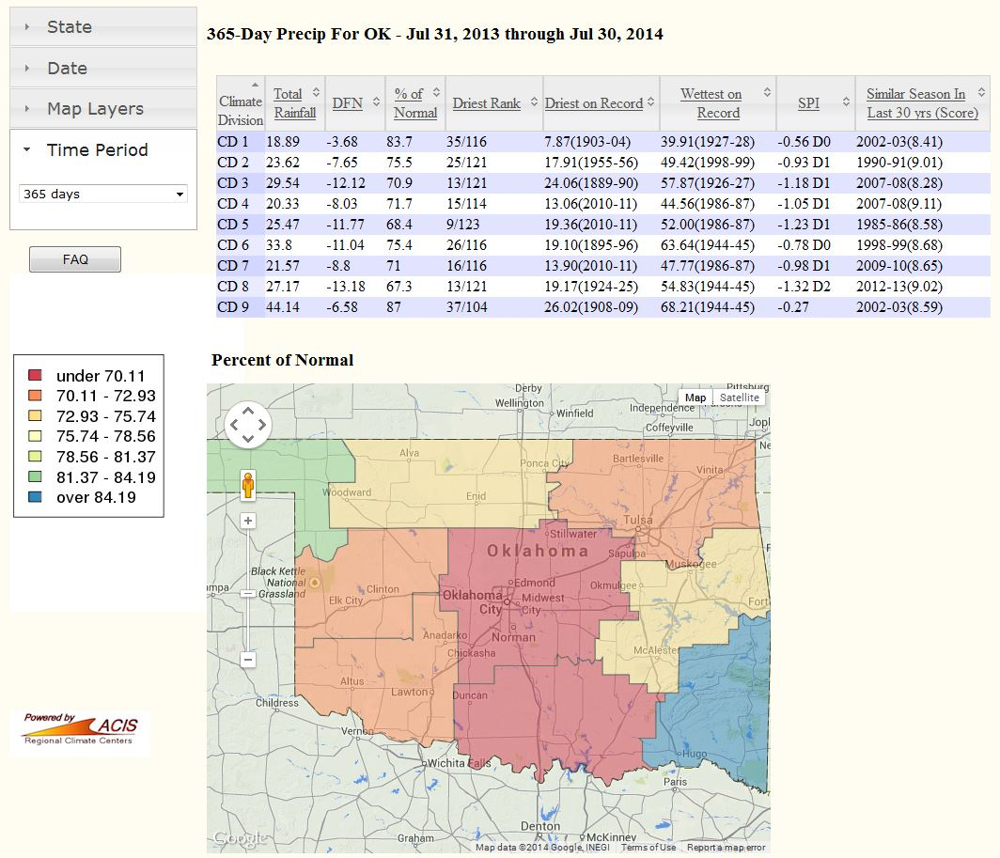 State
Date
Map Layers
Time Period
365 days
FAQ
365-Day Precip For OK - Jul 31, 2013 through Jul 30, 2014
Climate Division Total Rainfall DFN % of Normal Driest Rank Driest on Record Wettest on Record SPI Similar Season In Last 30 yrs (Score)
CD 1 18.89 -3.68 83.7 35/116 7.87(1903-04) 39.91(1927-28) -0.56 D0 2002-03(8.41)
CD 2 23.62 -7.65 75.5 25/121 17.91(1955-56) 49.42(1998-99) -0.93 D1 1990-91(9.01)
CD 3 29.54 -12.12 70.9 13/121 24.06(1889-90) 57.87(1926-27) -1.18 D1 2007-08(8.28)
CD 4 20.33 -8.03 71.7 15/114 13.06(2010-11) 44.56(1986-87) -1.05 D1 2007-08(9.11)
CD 5 25.47 -11.77 68.4 9/123 19.36(2010-11) 52.00(1986-87) -1.23 D1 1985-86(8.58)
CD 6 33.8 -11.04 75.4 26/116 19.10(1895-96) 63.64(1944-45) -0.78 D0 1998-99(8.68)
CD 7 21.57 -8.8 71 16/116 13.90(2010-11) 47.77(1986-87) -0.98 D1 2009-10(8.65)
CD 8 27.17 -13.18 67.3 13/121 19.17(1924-25) 54.83(1944-45) -1.32 D2 2012-13(9.02)
CD 9 44.14 -6.58 87 37/104 26.02(1908-09) 68.21(1944-45) -0.27 2002-03(8.59)
under 70.11
70.11 - 72.93
72.93 - 75.74
75.74 - 78.56
78.56 - 81.37
81.37 - 84.19
over 84.19
Powered by ACIS
Regional Climate Centers
Percent of Normal
Derby
Pittsburg
Map Satellite
Wellington
Winfield
Independence
Coffeyville
Jopl
Ne
Alva
Ponca City
Bartlesville
Vinita
Woodward
Enid
Tulsa
Stillwater
Oklahoma
Sapulpa
Muskogee
F
Black Kettle
National
Grassland
mpa
Clinton
Elk City
Edmond
Oklahoma
City
Midwest
City
Okmulgee
Fort
Norman
Anadarko
Chickasha
McAlester
Altus
Lawton
Duncan
Childress
Vernon
Wichita Falls
Hugo
Paris
Denton
McKinney
Graham
Google
Map data ©2014 Google, INEGI Terms of Use Report a map error